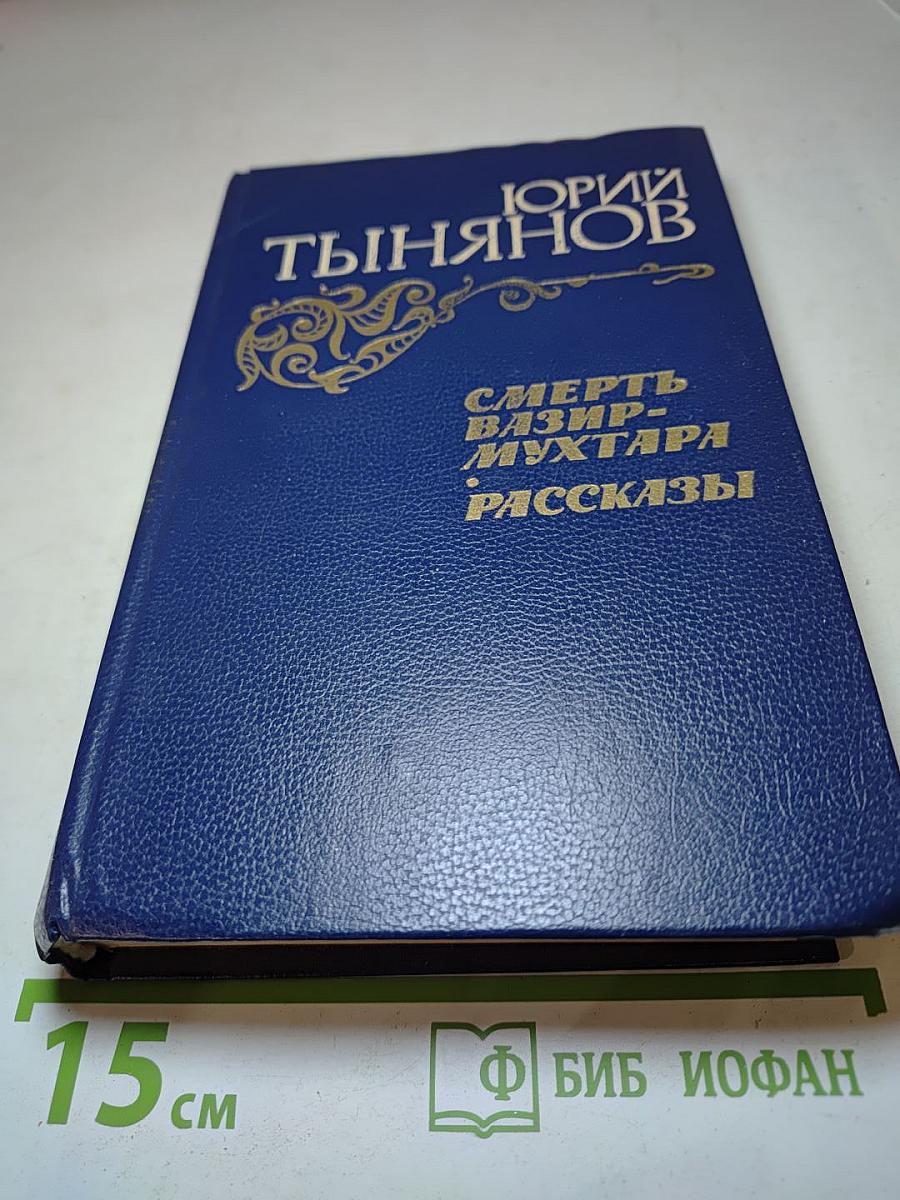 ЮРИЙ
ТЫНЯНОВ
СМЕРТЬ
ВАЗИР-
МУХТАРА
•
РАССКАЗЫ
15 см
Ф БИБ ИОФАН